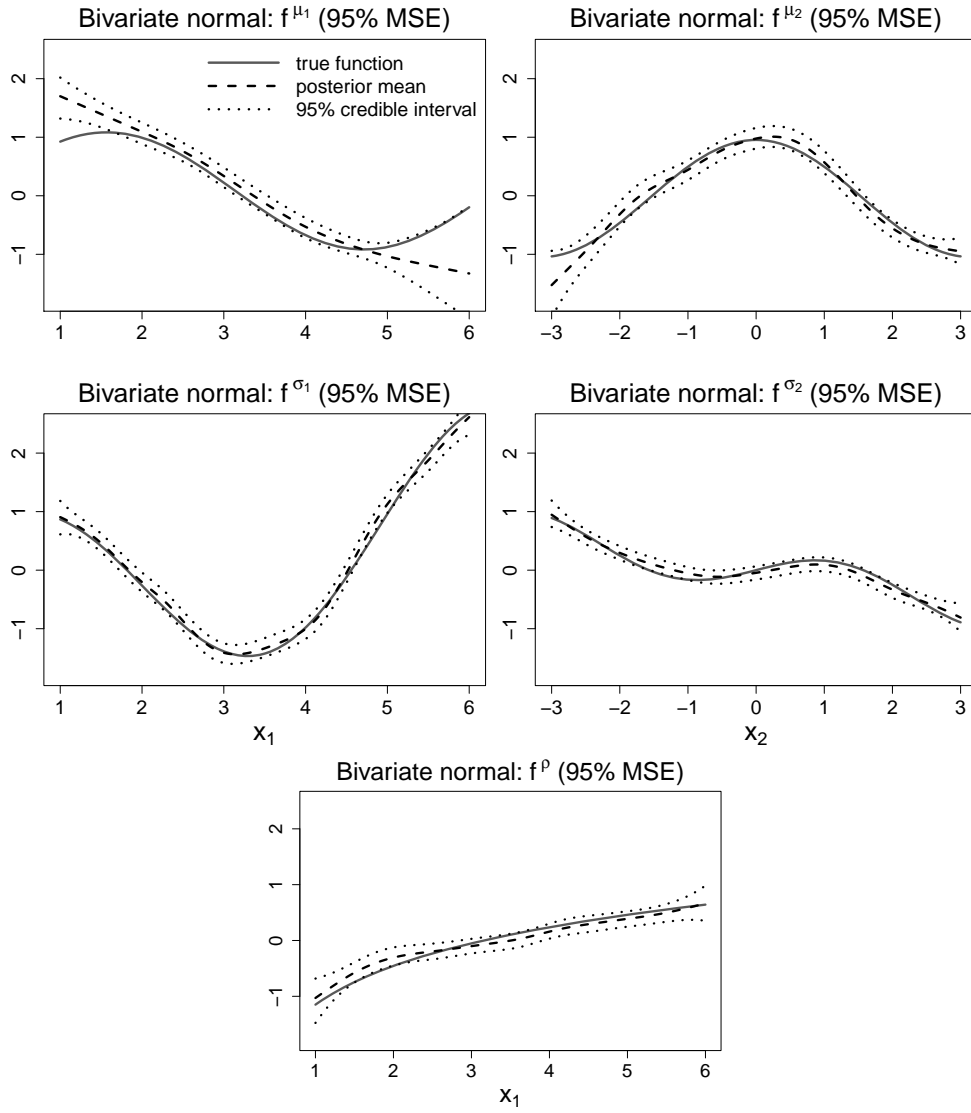 Bivariate normal: f^μ₁ (95% MSE)
Bivariate normal: f^μ₂ (95% MSE)
true function
posterior mean
95% credible interval
2
1
0
−1
1 2 3 4 5 6
2
1
0
−1
−3 −2 −1 0 1 2 3
Bivariate normal: f^σ₁ (95% MSE)
Bivariate normal: f^σ₂ (95% MSE)
2
1
0
−1
1 2 3 4 5 6
x₁
2
1
0
−1
−3 −2 −1 0 1 2 3
x₂
Bivariate normal: f^ρ (95% MSE)
2
1
0
−1
1 2 3 4 5 6
x₁